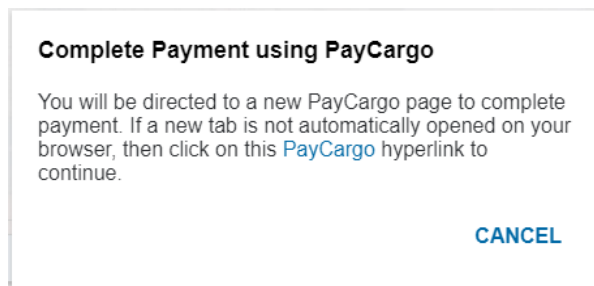 Complete Payment using PayCargo
You will be directed to a new PayCargo page to complete
payment. If a new tab is not automatically opened on your
browser, then click on this PayCargo hyperlink to
continue.
CANCEL